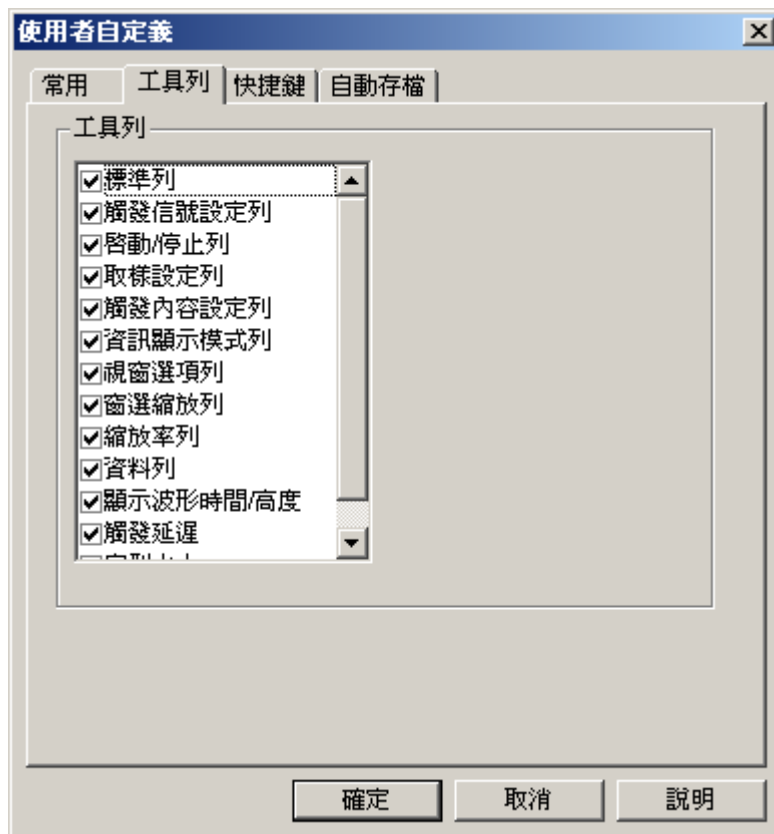 使用者自定義
常用 工具列 快捷鍵 自動存檔
工具列
標準列
觸發信號設定列
啓動/停止列
取樣設定列
觸發內容設定列
資訊顯示模式列
視窗選項列
窗選縮放列
縮放率列
資料列
顯示波形時間/高度
觸發延遲
確定 取消 說明